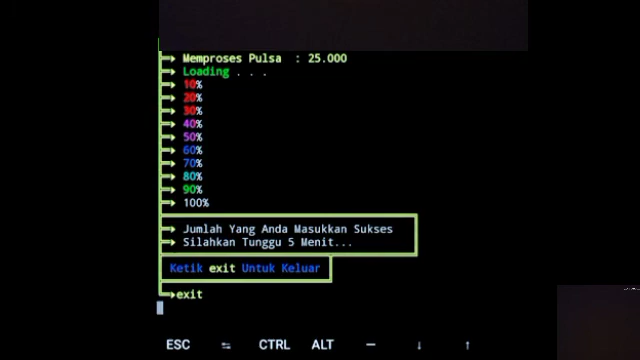 Memproses Pulsa : 25.000
Loading . . .
10%
20%
30%
40%
50%
60%
70%
80%
90%
100%
Jumlah Yang Anda Masukkan Sukses
Silahkan Tunggu 5 Menit...
Ketik exit Untuk Keluar
exit
ESC CTRL ALT